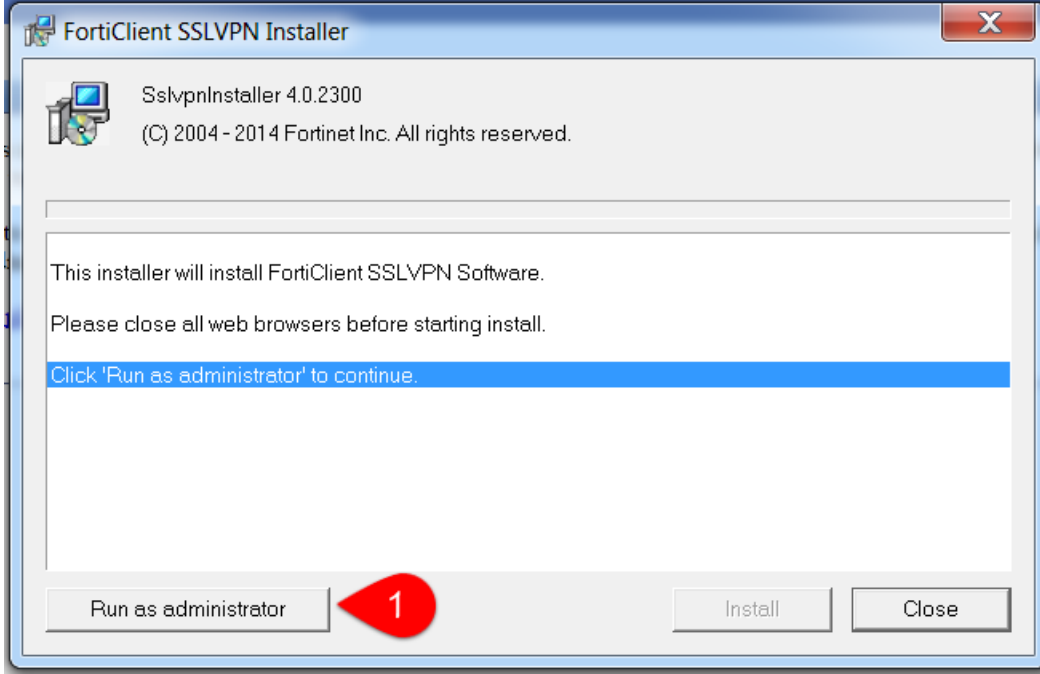 FortiClient SSLVPN Installer
SslvpnInstaller 4.0.2300
(C) 2004 - 2014 Fortinet Inc. All rights reserved.
This installer will install FortiClient SSLVPN Software.
Please close all web browsers before starting install.
Click 'Run as administrator' to continue.
Run as administrator
1
Install
Close